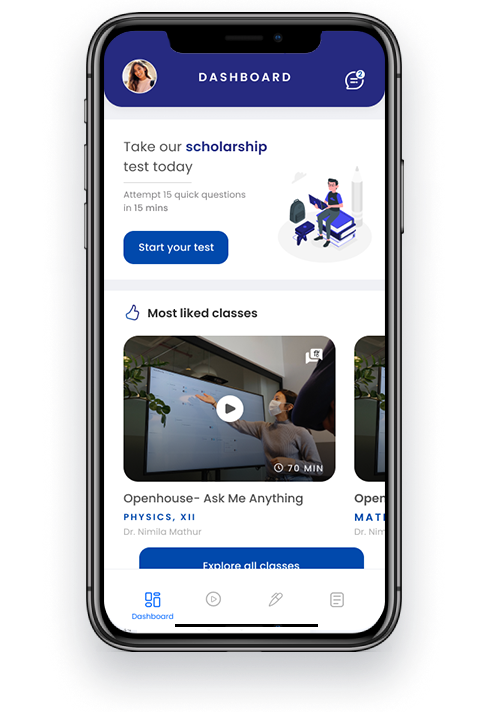 DASHBOARD
2
Take our scholarship
test today
Attempt 15 quick questions
in 15 mins
Start your test
Most liked classes
70 MIN
Openhouse- Ask Me Anything
PHYSICS, XII
Dr. Nimila Mathur
Open
MATH
Dr. Nim
Explore all classes
Dashboard